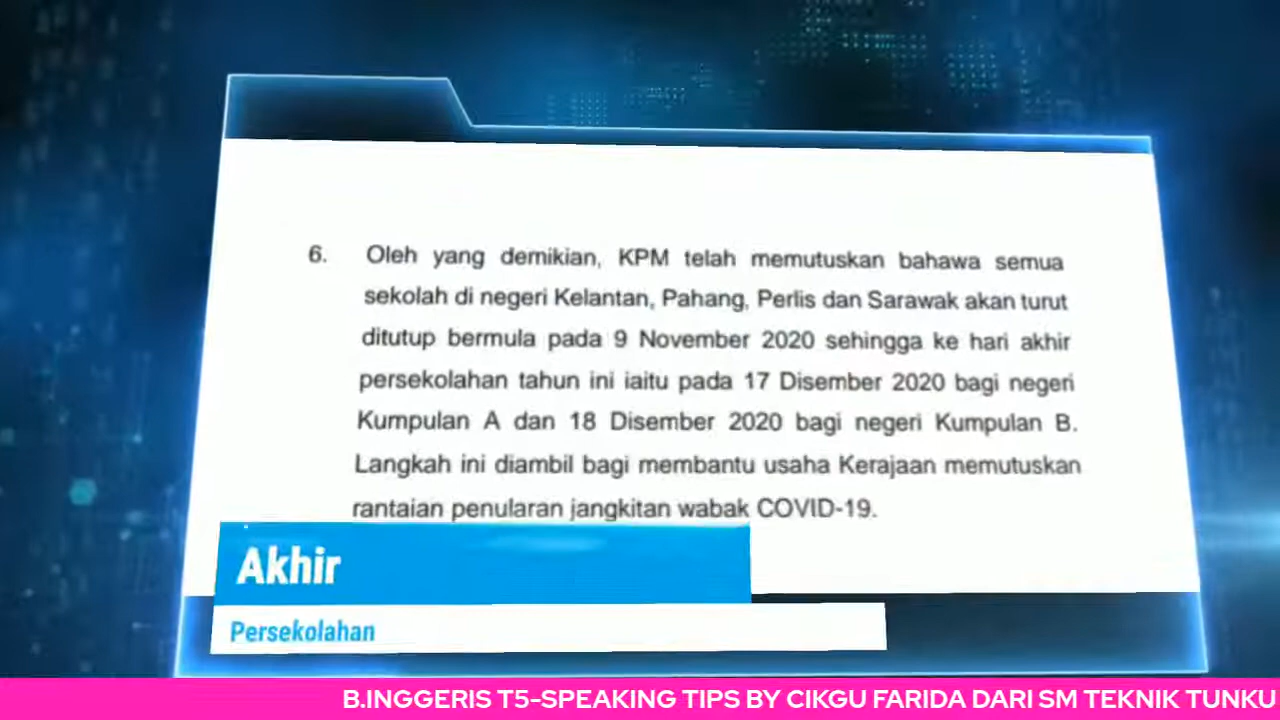 6. Oleh yang demikian, KPM telah memutuskan bahawa semua
sekolah di negeri Kelantan, Pahang, Perlis dan Sarawak akan turut
ditutup bermula pada 9 November 2020 sehingga ke hari akhir
persekolahan tahun ini iaitu pada 17 Disember 2020 bagi negeri
Kumpulan A dan 18 Disember 2020 bagi negeri Kumpulan B.
Langkah ini diambil bagi membantu usaha Kerajaan memutuskan
rantaian penularan jangkitan wabak COVID-19.
Akhir
Persekolahan
B.INGGERIS T5-SPEAKING TIPS BY CIKGU FARIDA DARI SM TEKNIK TUNKU